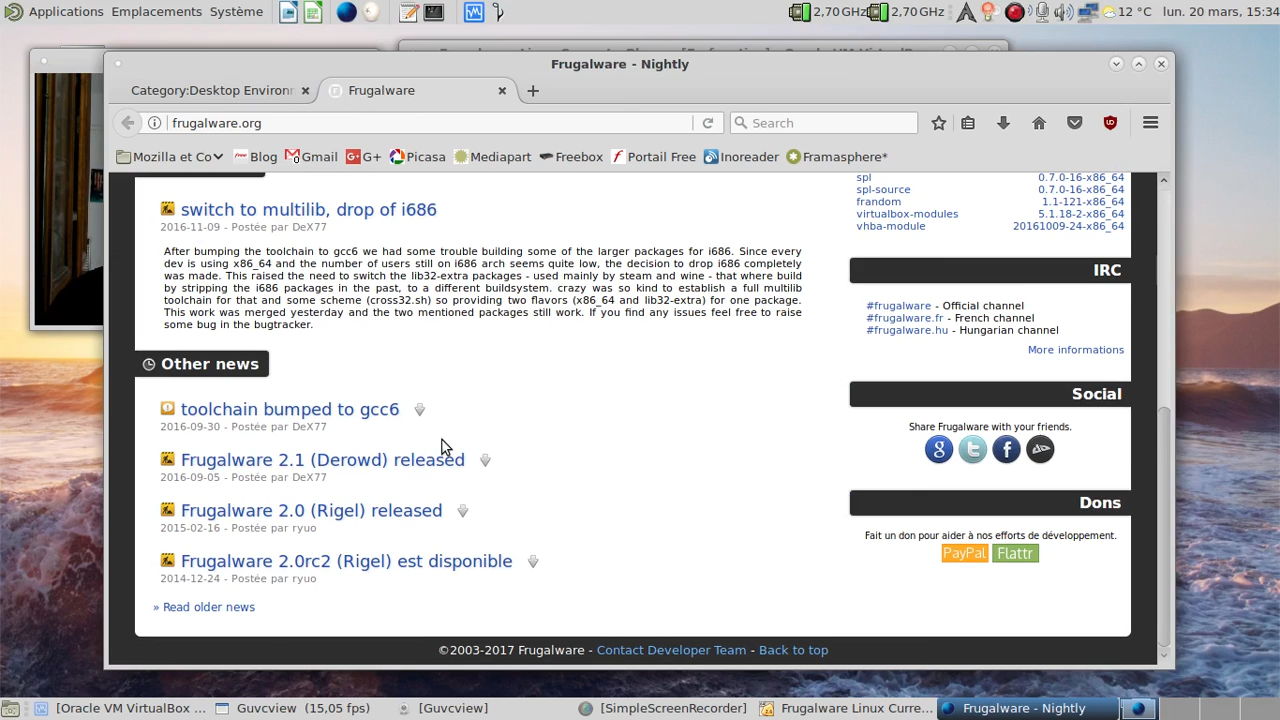 Applications Emplacements Système
2,70 GHz 2,70 GHz 12 °C lun. 20 mars, 15:34
Frugalware - Nightly
Category:Desktop Environ
Frugalware
frugalware.org
Search
Mozilla et Co Blog Gmail G+ Picasa Mediapart Freebox Portail Free Inoreader Framasphere*
switch to multilib, drop of i686
2016-11-09 - Postée par DeX77
After bumping the toolchain to gcc6 we had some trouble building some of the larger packages for i686. Since every
dev is using x86_64 and the number of users still on i686 arch seems quite low, the decision to drop i686 completely
was made. This raised the need to switch the lib32-extra packages - used mainly by steam and wine - that where build
by stripping the i686 packages in the past, to a different buildsystem. crazy was so kind to establish a full multilib
toolchain for that and some scheme (cross32.sh) so providing two flavors (x86_64 and lib32-extra) for one package.
This work was merged yesterday and the two mentioned packages still work. If you find any issues feel free to raise
some bug in the bugtracker.
Other news
toolchain bumped to gcc6
2016-09-30 - Postée par DeX77
Frugalware 2.1 (Derowd) released
2016-09-05 - Postée par DeX77
Frugalware 2.0 (Rigel) released
2015-02-16 - Postée par ryuo
Frugalware 2.0rc2 (Rigel) est disponible
2014-12-24 - Postée par ryuo
» Read older news
spl 0.7.0-16-x86_64
spl-source 0.7.0-16-x86_64
frandom 1.1-121-x86_64
virtualbox-modules 5.1.18-2-x86_64
vhba-module 20161009-24-x86_64
IRC
#frugalware - Official channel
#frugalware.fr - French channel
#frugalware.hu - Hungarian channel
More informations
Social
Share Frugalware with your friends.
Dons
Fait un don pour aider à nos efforts de développement.
PayPal Flattr
©2003-2017 Frugalware - Contact Developer Team - Back to top
[Oracle VM VirtualBox ... Guvcview (15,05 fps) [Guvcview] [SimpleScreenRecorder] Frugalware Linux Curre... Frugalware - Nightly